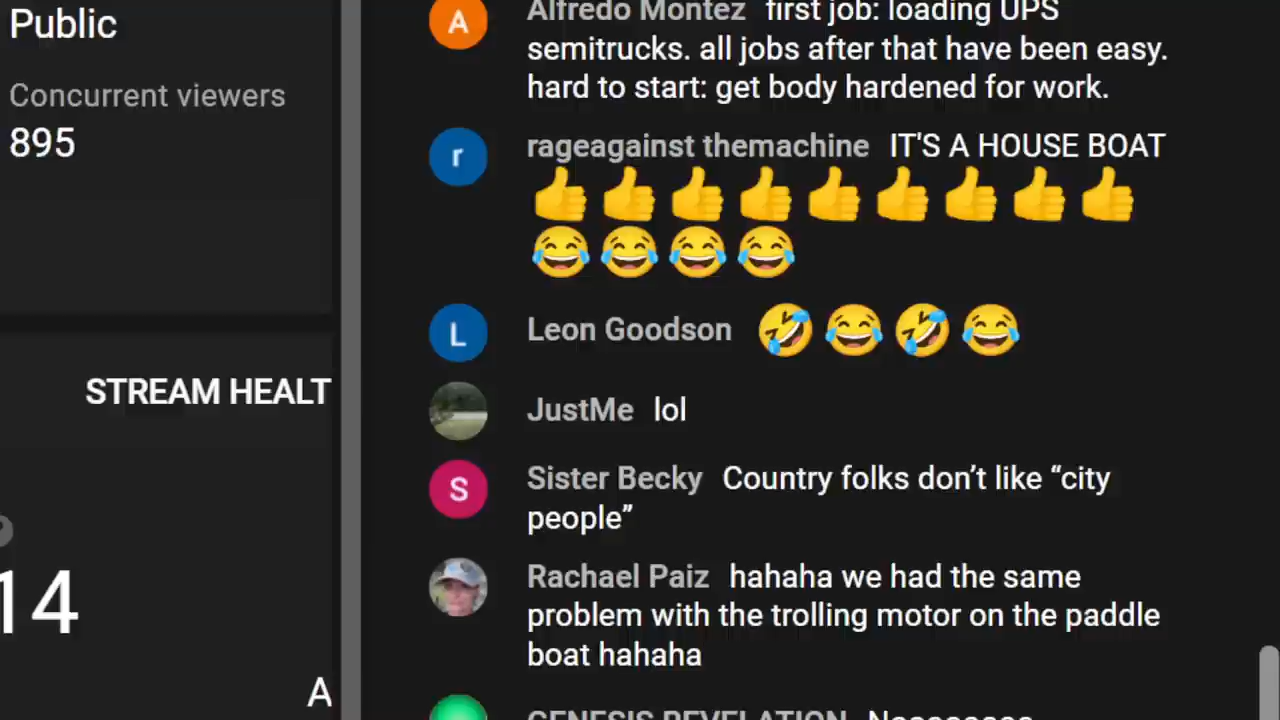 Public
Concurrent viewers
895
STREAM HEALT
14
A
A
Alfredo Montez first job: loading UPS
semitrucks. all jobs after that have been easy.
hard to start: get body hardened for work.
r
rageagainst themachine IT'S A HOUSE BOAT
👍👍👍👍👍👍👍👍👍
😂😂😂😂
L
Leon Goodson 🤣😂🤣😂
JustMe lol
S
Sister Becky Country folks don’t like “city
people”
Rachael Paiz hahaha we had the same
problem with the trolling motor on the paddle
boat hahaha
GENESIS REVELATION